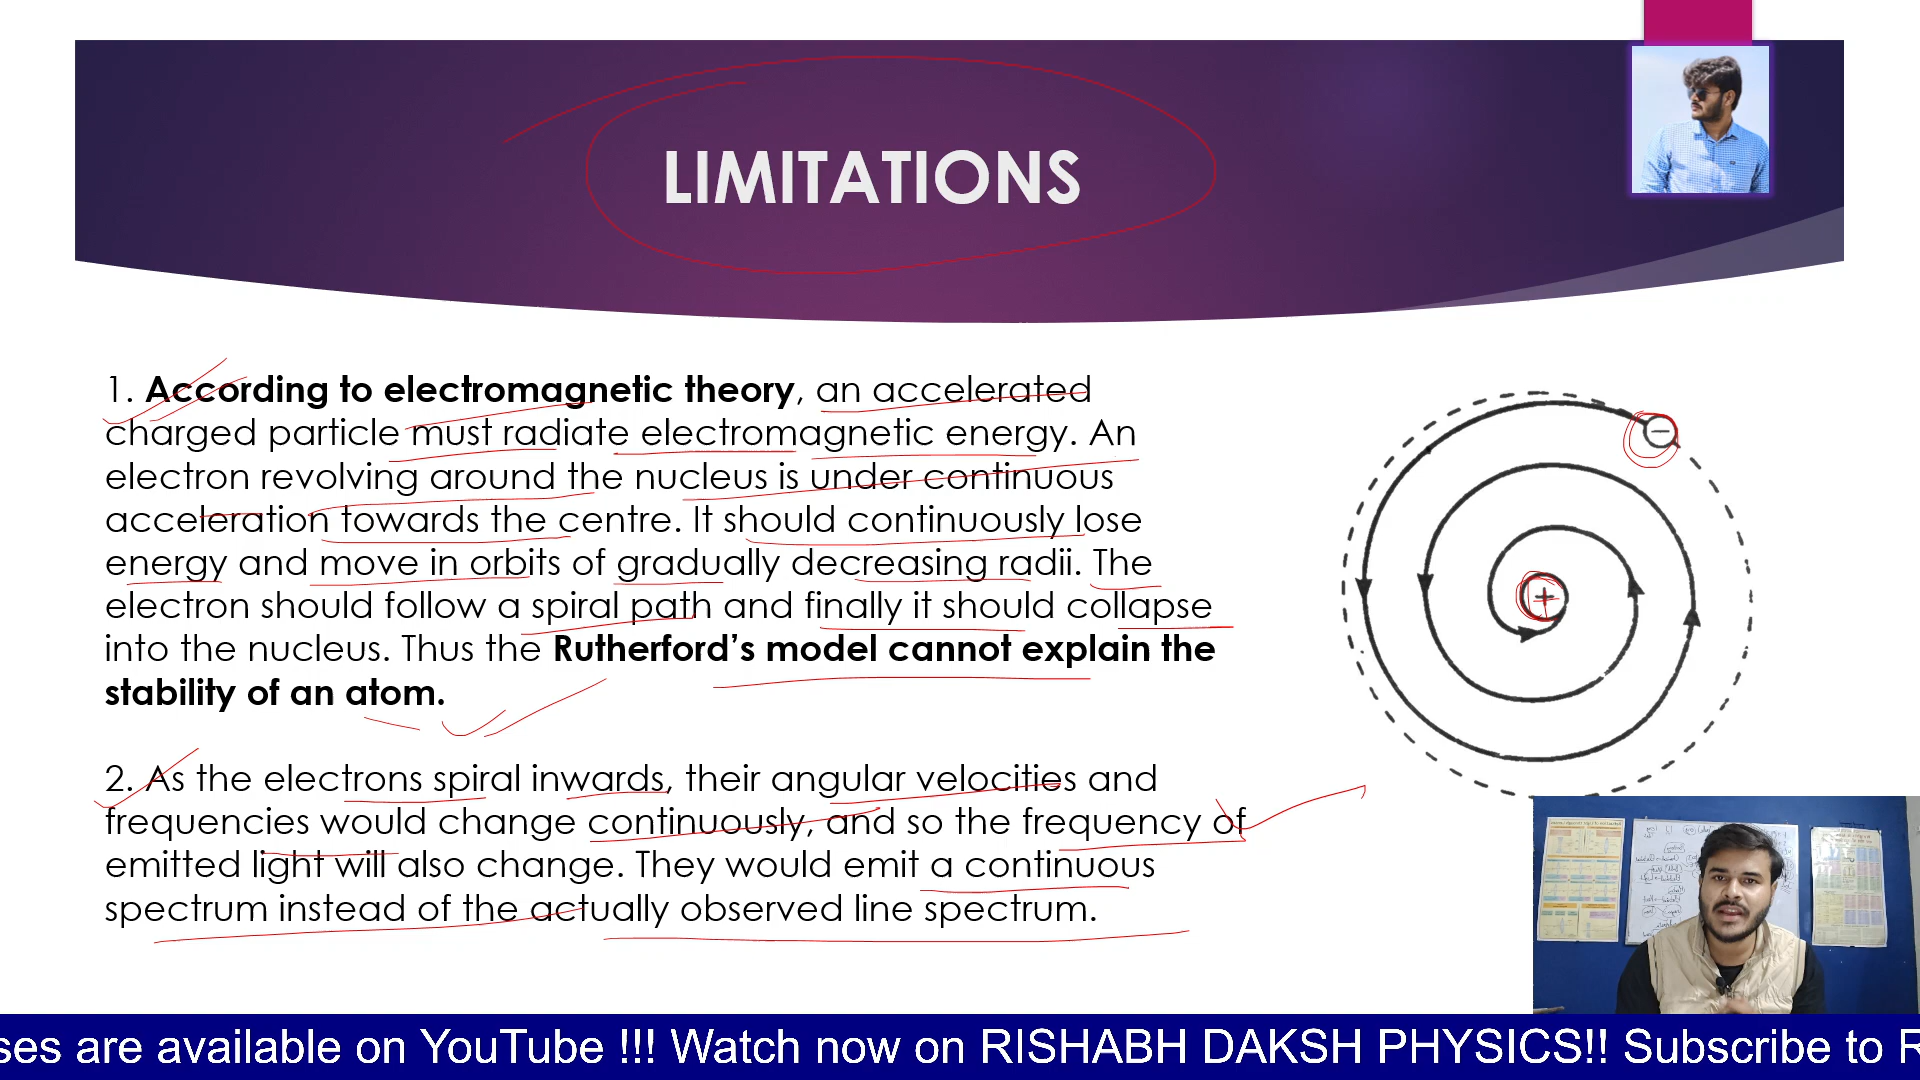 LIMITATIONS
1. According to electromagnetic theory, an accelerated
charged particle must radiate electromagnetic energy. An
electron revolving around the nucleus is under continuous
acceleration towards the centre. It should continuously lose
energy and move in orbits of gradually decreasing radii. The
electron should follow a spiral path and finally it should collapse
into the nucleus. Thus the Rutherford’s model cannot explain the
stability of an atom.
2. As the electrons spiral inwards, their angular velocities and
frequencies would change continuously, and so the frequency of
emitted light will also change. They would emit a continuous
spectrum instead of the actually observed line spectrum.
−
+
ses are available on YouTube !!! Watch now on RISHABH DAKSH PHYSICS!! Subscribe to R